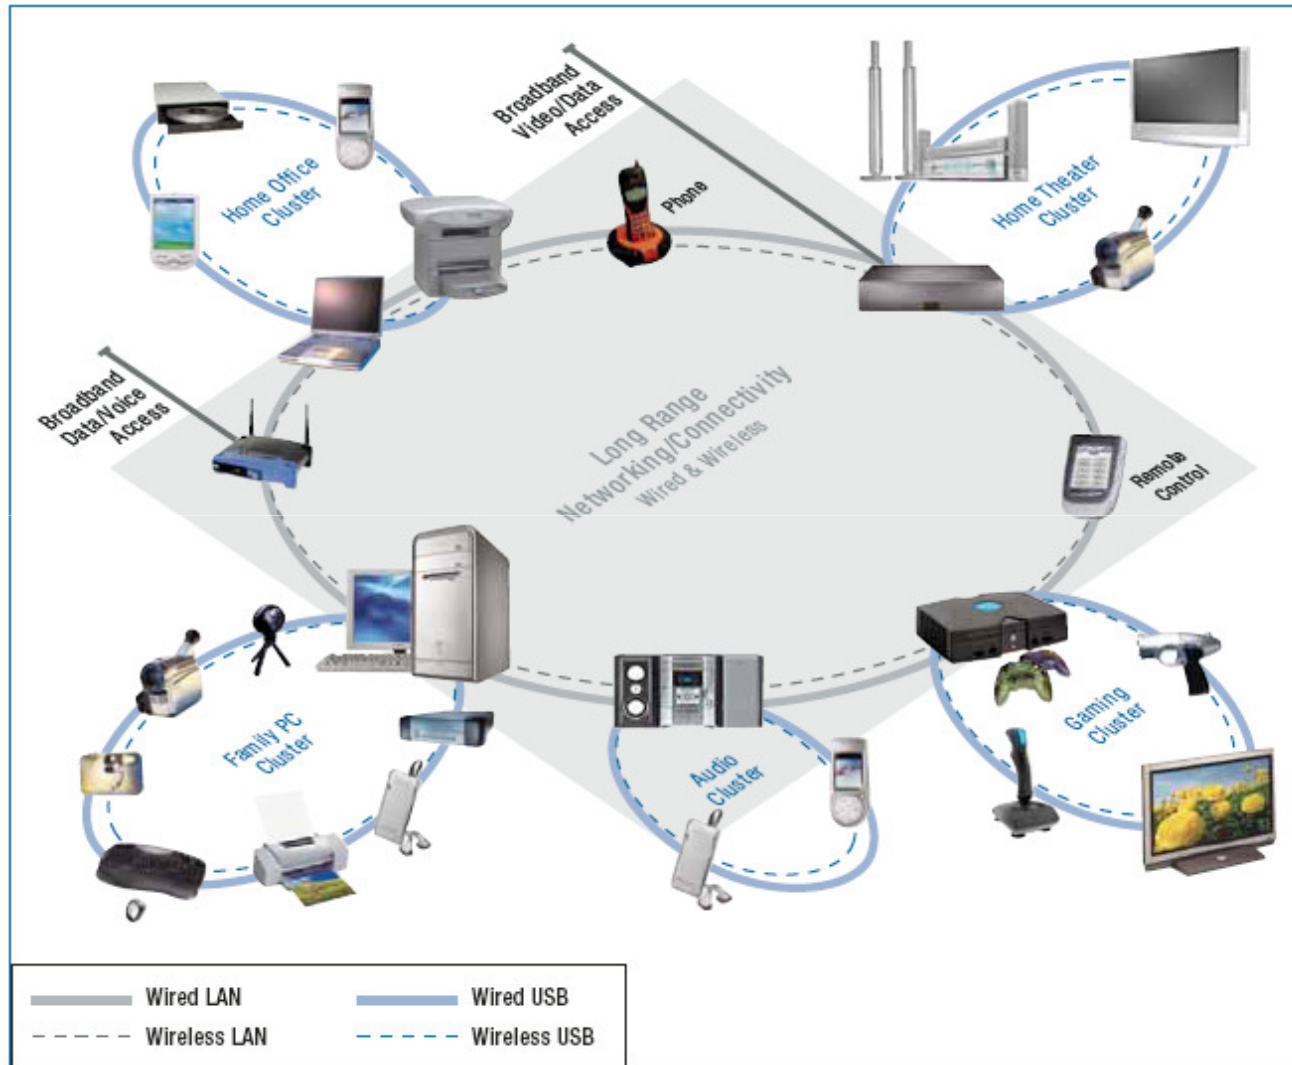 Broadband
Video/Data
Access
Phone
Home Office
Cluster
Home Theater
Cluster
Broadband
Data/Voice
Access
Long Range
Networking/Connectivity
Wired & Wireless
Remote
Control
Family PC
Cluster
Audio
Cluster
Gaming
Cluster
Wired LAN
Wired USB
Wireless LAN
Wireless USB